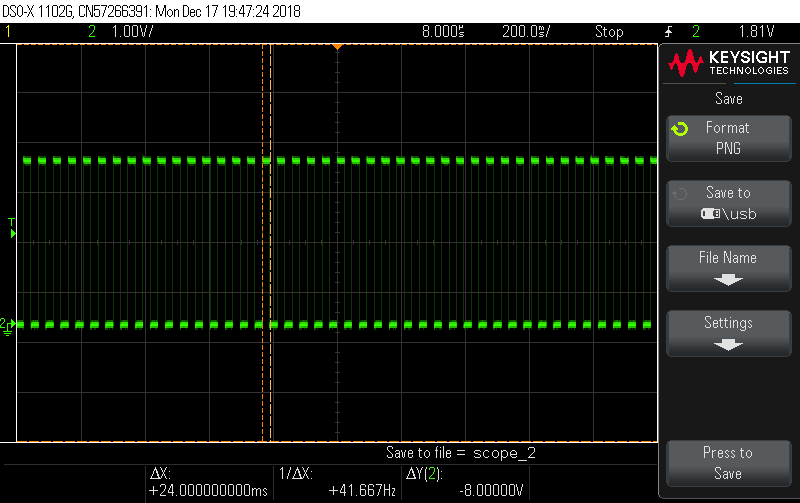 DSO-X 1102G, CN57266391: Mon Dec 17 19:47:24 2018
1 2 1.00V/ 8.000s 200.0ms/ Stop 2 1.81V
KEYSIGHT
TECHNOLOGIES
Save
Format
PNG
Save to
\usb
File Name
Settings
Press to
Save
T
2
Save to file = scope_2
ΔX: 1/ΔX: ΔY(2):
+24.000000000ms +41.667Hz -8.00000V